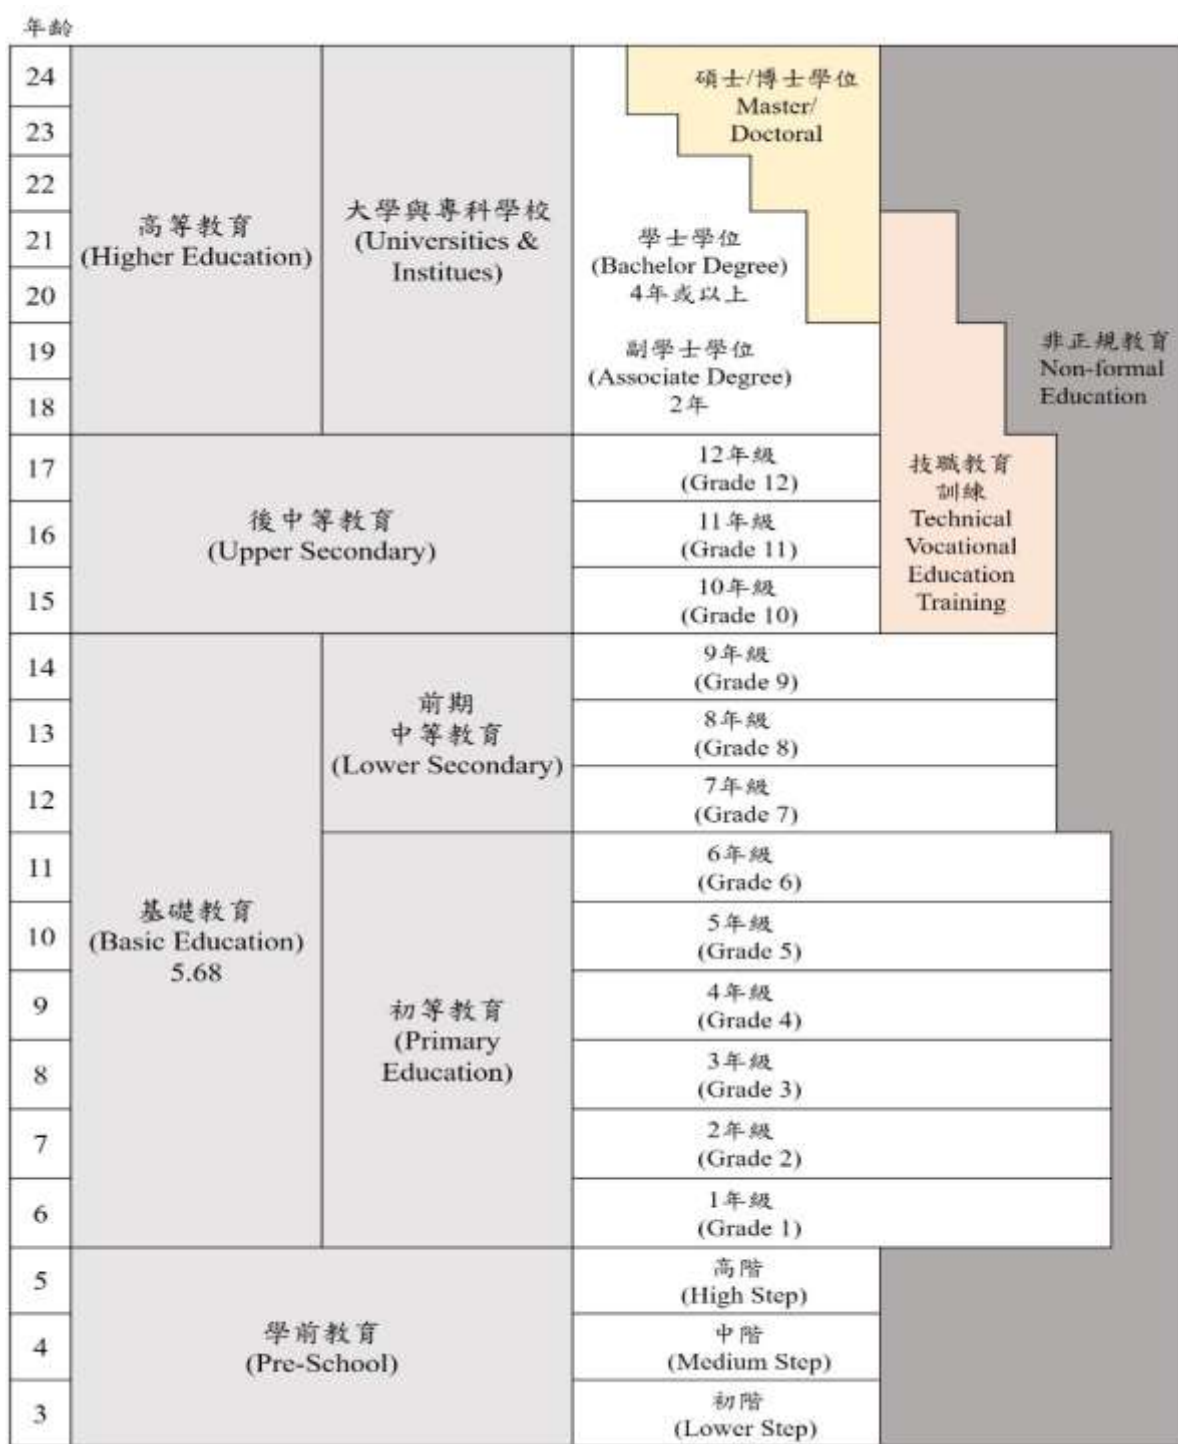 年齡
24
23
22
21
20
19
18
17
16
15
14
13
12
11
10
9
8
7
6
5
4
3
高等教育
(Higher Education)
大學與專科學校
(Universities &
Institues)
碩士/博士學位
Master/
Doctoral
學士學位
(Bachelor Degree)
4年或以上
副學士學位
(Associate Degree)
2年
非正規教育
Non-formal
Education
技職教育
訓練
Technical
Vocational
Education
Training
後中等教育
(Upper Secondary)
12年級
(Grade 12)
11年級
(Grade 11)
10年級
(Grade 10)
基礎教育
(Basic Education)
5.68
前期
中等教育
(Lower Secondary)
9年級
(Grade 9)
8年級
(Grade 8)
7年級
(Grade 7)
初等教育
(Primary
Education)
6年級
(Grade 6)
5年級
(Grade 5)
4年級
(Grade 4)
3年級
(Grade 3)
2年級
(Grade 2)
1年級
(Grade 1)
學前教育
(Pre-School)
高階
(High Step)
中階
(Medium Step)
初階
(Lower Step)